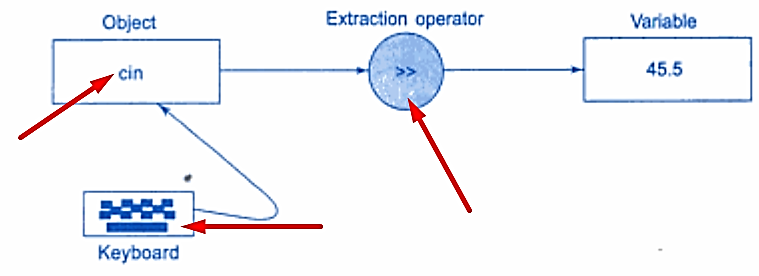 Object
Extraction operator
Variable
cin
>>
45.5
Keyboard